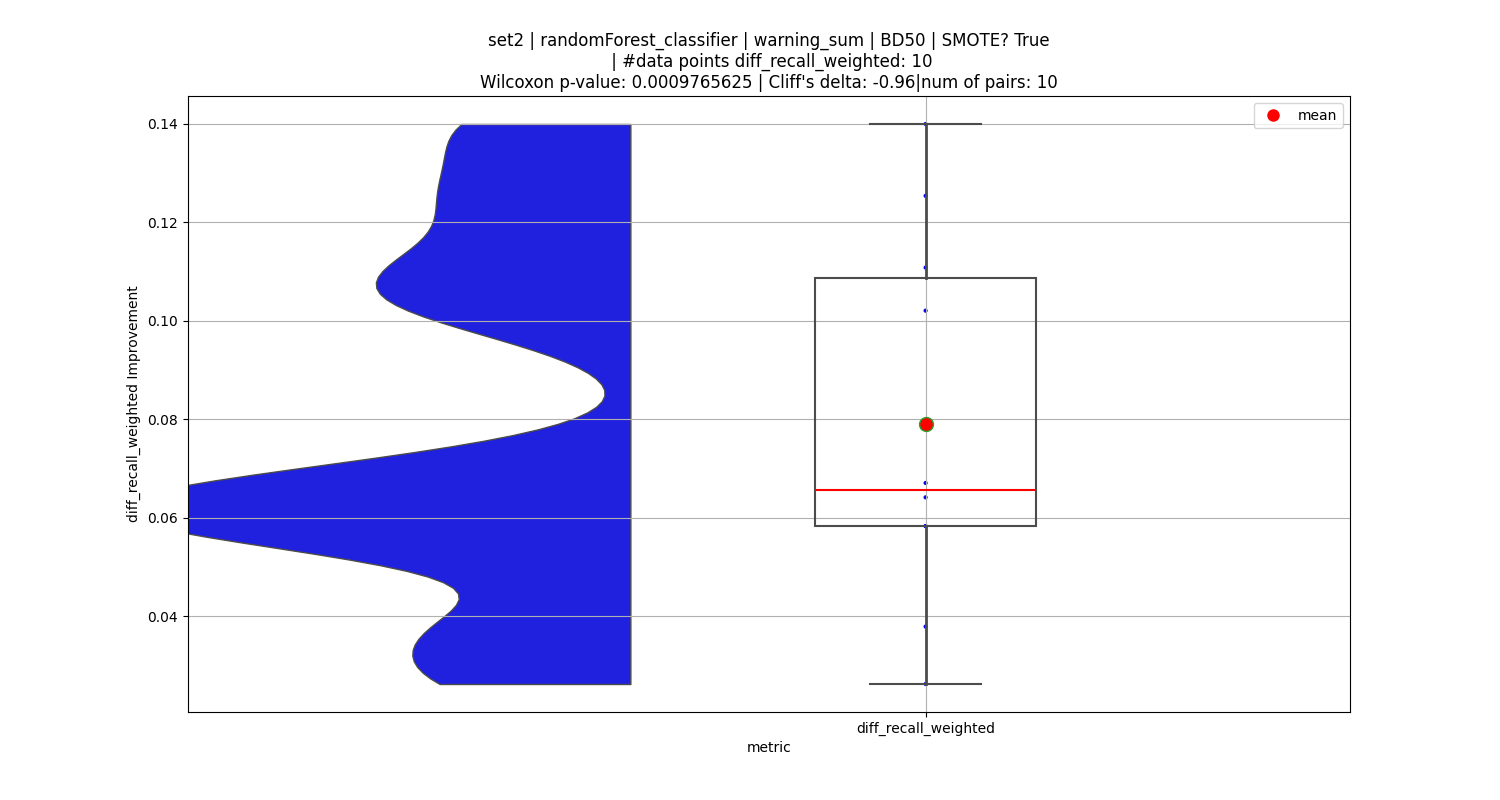 set2 | randomForest_classifier | warning_sum | BD50 | SMOTE? True
| #data points diff_recall_weighted: 10
Wilcoxon p-value: 0.0009765625 | Cliff's delta: -0.96|num of pairs: 10
mean
diff_recall_weighted Improvement
0.14
0.12
0.10
0.08
0.06
0.04
diff_recall_weighted
metric